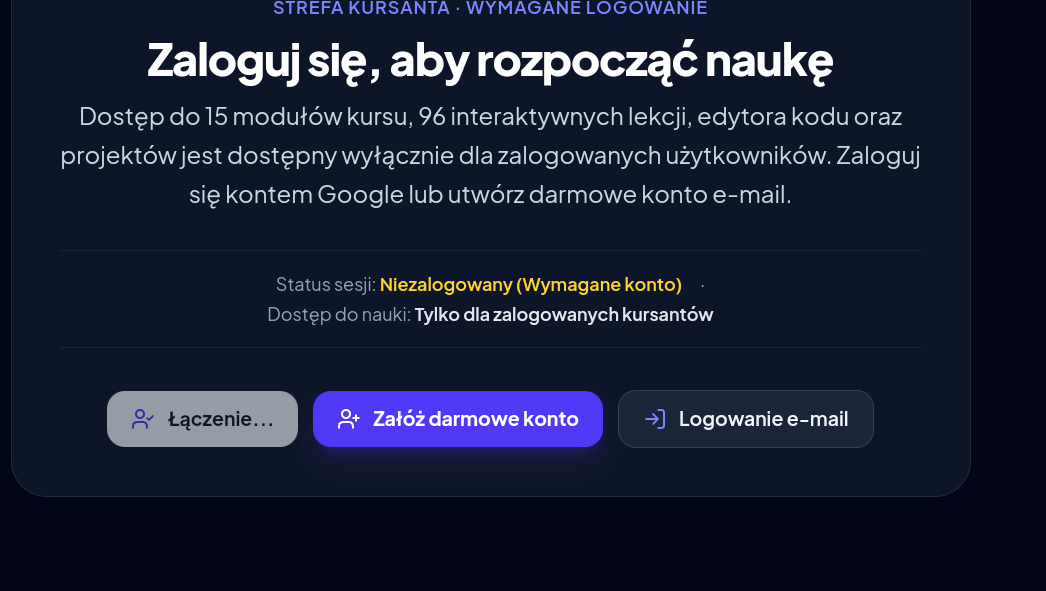 STREFA KURSANTA · WYMAGANE LOGOWANIE
Zaloguj się, aby rozpocząć naukę
Dostęp do 15 modułów kursu, 96 interaktywnych lekcji, edytora kodu oraz
projektów jest dostępny wyłącznie dla zalogowanych użytkowników. Zaloguj
się kontem Google lub utwórz darmowe konto e-mail.
Status sesji: Niezalogowany (Wymagane konto) ·
Dostęp do nauki: Tylko dla zalogowanych kursantów
Łączenie...
Załóż darmowe konto
Logowanie e-mail